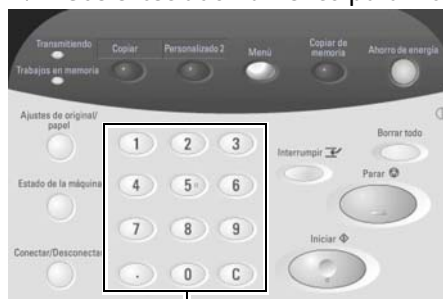 Transmitiendo
Trabajos en memoria
Copiar
Personalizado 2
Menú
Copiar de
memoria
Ahorro de energía
Ajustes de original/
papel
Estado de la máquina
Conectar/Desconectar
1 2 3
4 5 6
7 8 9
. 0 C
Interrumpir
Borrar todo
Parar
Iniciar